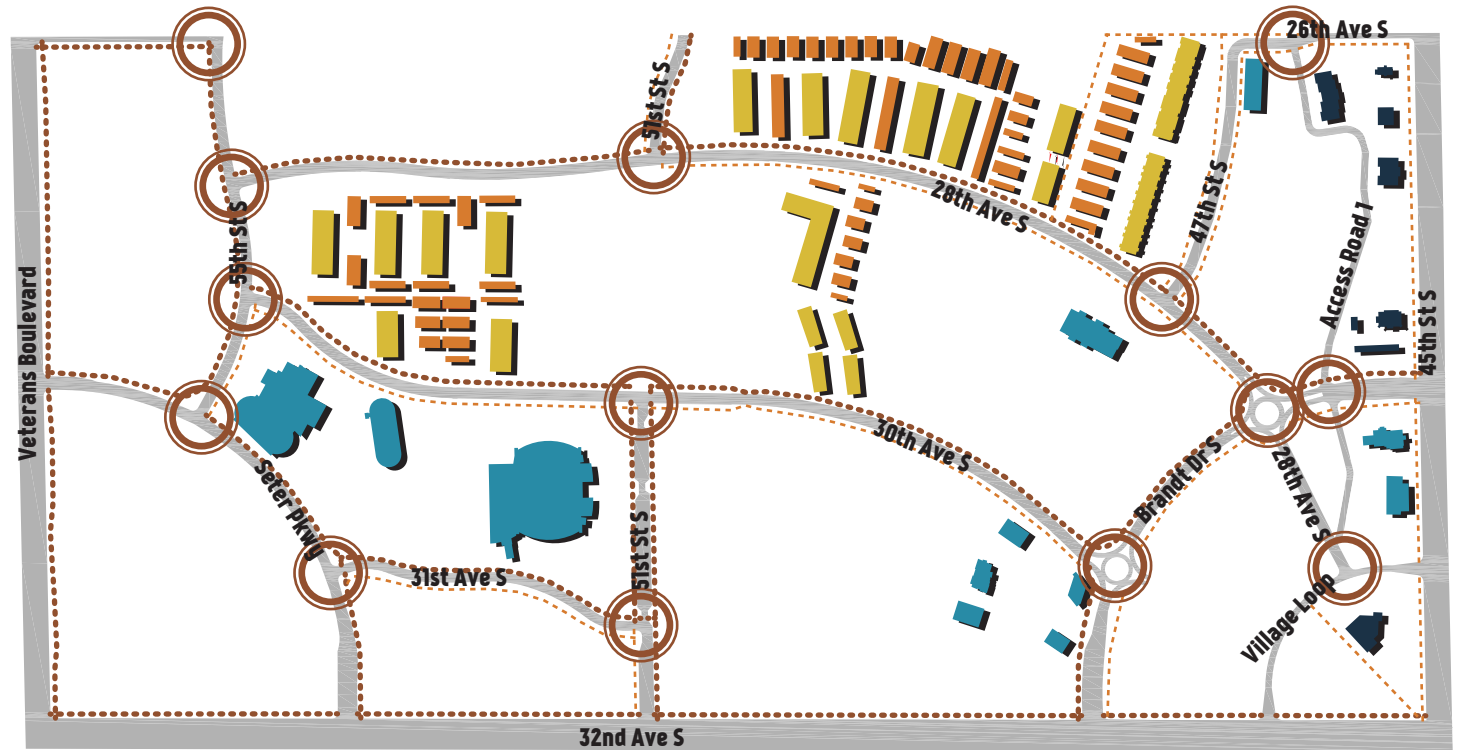 26th Ave S
51st St S
28th Ave S
47th St S
55th St S
Access Road 1
Veterans Boulevard
45th St S
30th Ave S
Brandt Dr S
28th Ave S
Seter Pkwy
51st St S
31st Ave S
Village Loop
32nd Ave S